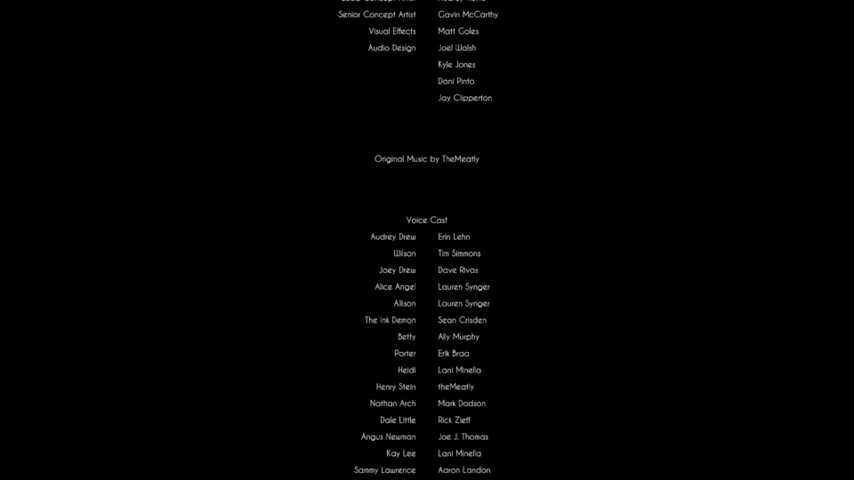 Senior Concept Artist Gavin McCarthy
Visual Effects Matt Goles
Audio Design Joel Walsh
Kyle Jones
Dani Pinto
Jay Clipperton
Original Music by TheMeatly
Voice Cast
Audrey Drew Erin Lehn
Wilson Tim Simmons
Joey Drew Dave Rivas
Alice Angel Lauren Synger
Allison Lauren Synger
The Ink Demon Sean Crisden
Betty Ally Murphy
Porter Erik Braa
Heidi Lani Minella
Henry Stein theMeatly
Nathan Arch Mark Dodson
Dale Little Rick Zieff
Angus Newman Joe J. Thomas
Kay Lee Lani Minella
Sammy Lawrence Aaron Landon